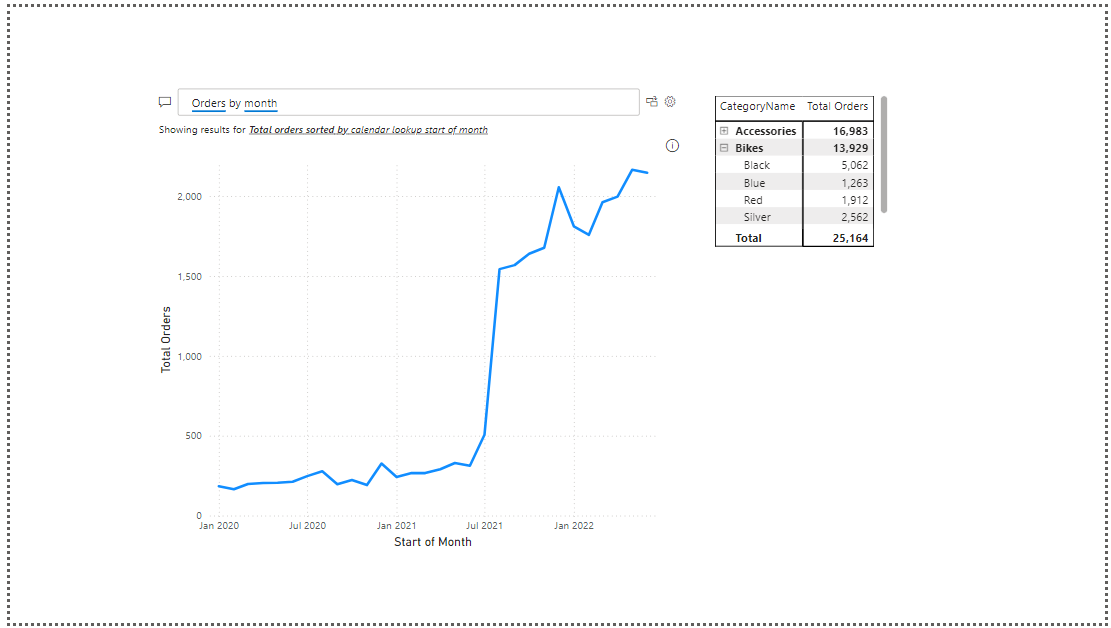 Orders by month
Showing results for Total orders sorted by calendar lookup start of month
2,000
1,500
1,000
500
0
Total Orders
Jan 2020 Jul 2020 Jan 2021 Jul 2021 Jan 2022
Start of Month
CategoryName Total Orders
Accessories 16,983
Bikes 13,929
Black 5,062
Blue 1,263
Red 1,912
Silver 2,562
Total 25,164